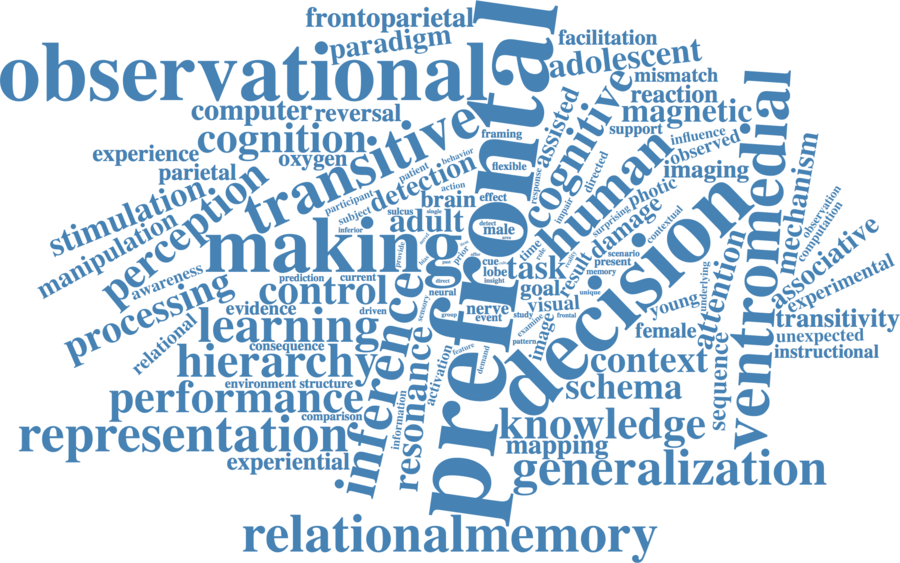 frontoparietal
paradigm
facilitation
adolescent
mismatch
observational
prefrontal
reaction
computer
reversal
magnetic
cognition
transitive
framing
assisted
cognitive
support
influence
experience
oxygen
behavior
human
observed
ventromedial
parietal
patient
detection
flexible
directed
imaging
mechanism
stimulation
perception
participant
action
brain
effect
response
impair
photic
observation
manipulation
subject
sulcus
single
adult
detect
male
area
surprising
damage
contextual
computation
making
inferior
provide
time
role
result
scenario
decision
attention
associative
awareness
prediction
current
prior
cue
lobe
insight
task
reality
present
memory
underlying
experimental
processing
control
direct
neural
goal
unique
young
evidence
driven
sensory
nerve
event
visual
study
frontal
transitivity
learning
group
examine
image
female
unexpected
relational
consequence
inference
resonance
feature
pattern
instructional
hierarchy
activation
demand
context
sequence
environment
structure
schema
performance
comparison
information
knowledge
representation
mapping
experiential
generalization
relationalmemory